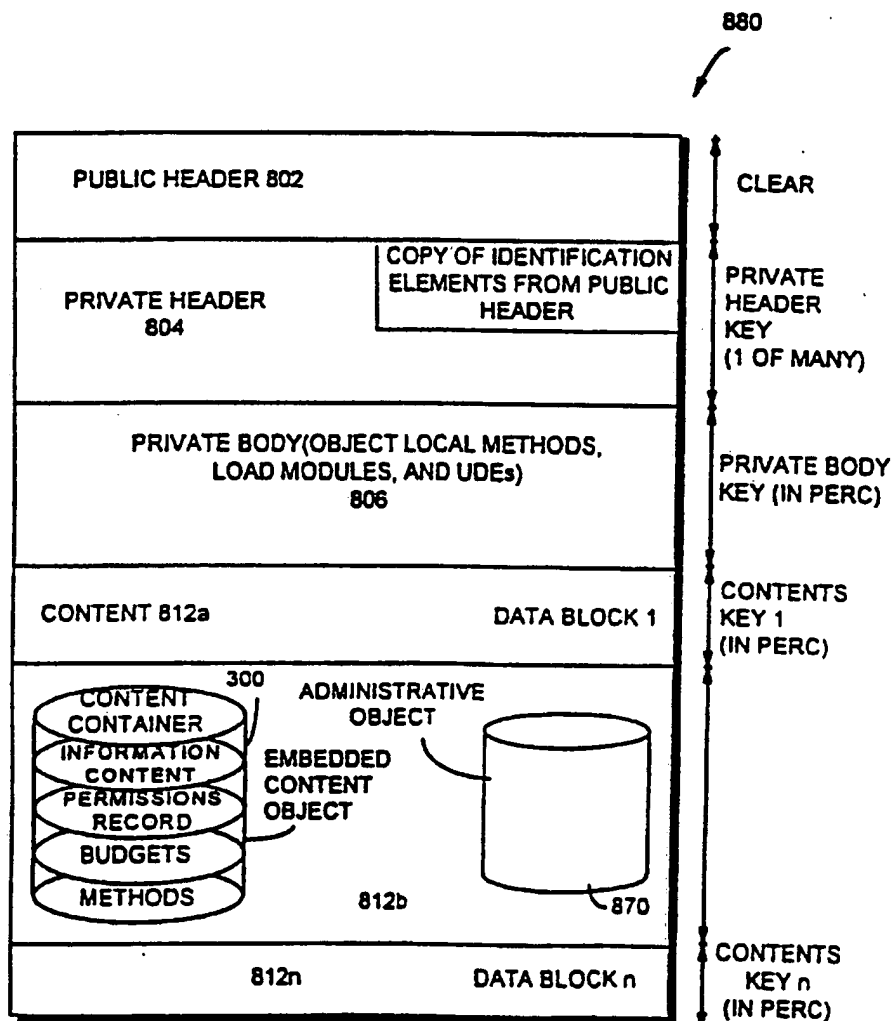 880
PUBLIC HEADER 802
CLEAR
COPY OF IDENTIFICATION
ELEMENTS FROM PUBLIC
HEADER
PRIVATE HEADER
804
PRIVATE
HEADER
KEY
(1 OF MANY)
PRIVATE BODY(OBJECT LOCAL METHODS,
LOAD MODULES, AND UDEs)
806
PRIVATE BODY
KEY (IN PERC)
CONTENT 812a
DATA BLOCK 1
CONTENTS
KEY 1
(IN PERC)
300
CONTENT
CONTAINER
INFORMATION
CONTENT
PERMISSIONS
RECORD
BUDGETS
METHODS
EMBEDDED
CONTENT
OBJECT
ADMINISTRATIVE
OBJECT
812b
870
812n
DATA BLOCK n
CONTENTS
KEY n
(IN PERC)